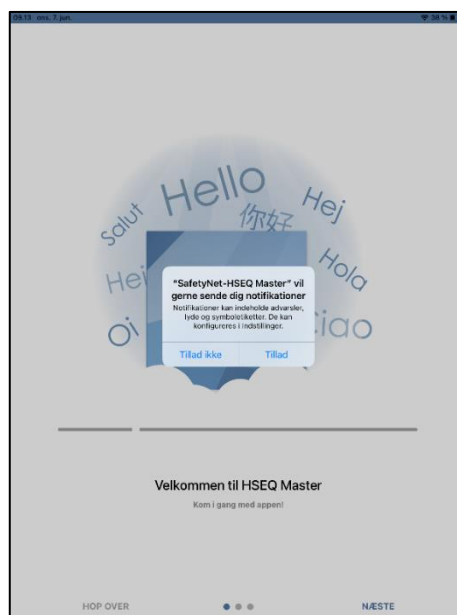 09.13 ons. 7. jun.
38 %
Hello
Salut
你好
Hej
Hei
Hola
Oi
Ciao
“SafetyNet-HSEQ Master” vil
gerne sende dig notifikationer
Notifikationer kan indeholde advarsler,
lyde og symboletiketter. De kan
konfigureres i indstillinger.
Tillad ikke
Tillad
Velkommen til HSEQ Master
Kom i gang med appen!
HOP OVER
NÆSTE